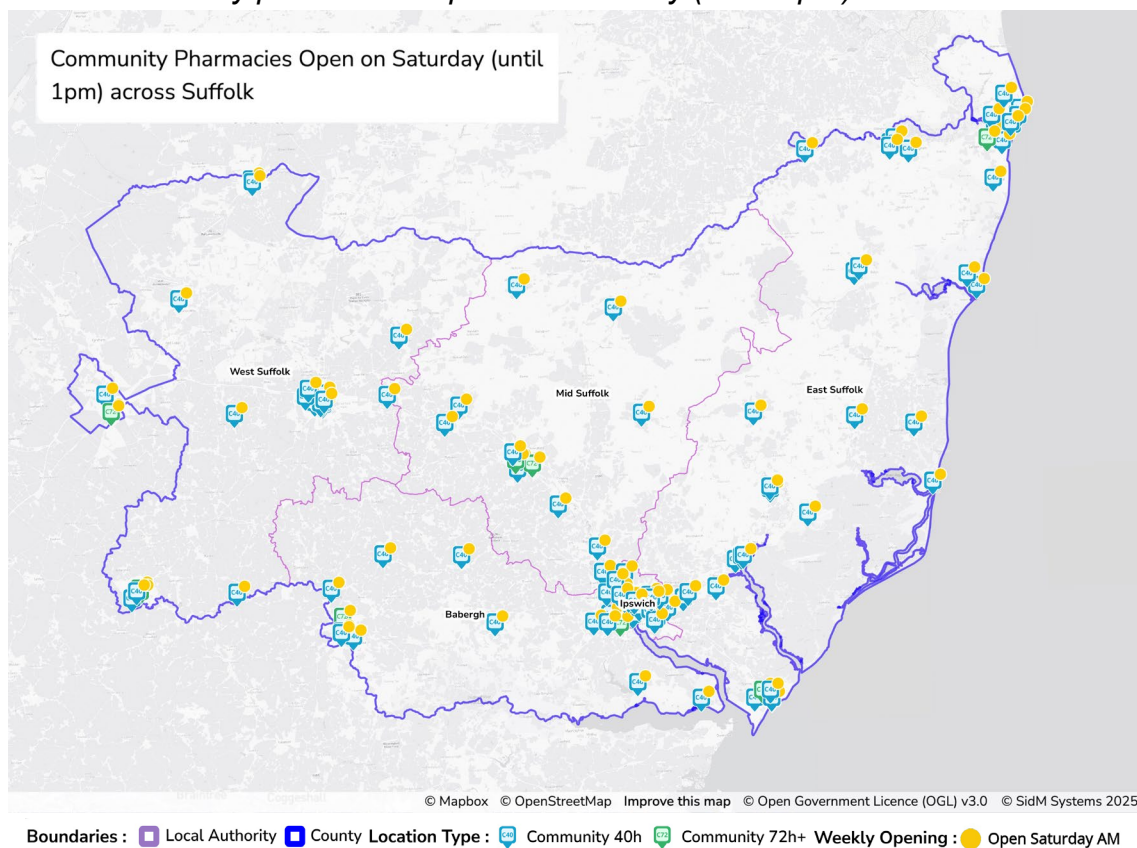 Community Pharmacies Open on Saturday (until
1pm) across Suffolk
West Suffolk
Mid Suffolk
East Suffolk
Babergh
Ipswich
© Mapbox © OpenStreetMap Improve this map © Open Government Licence (OGL) v3.0 © SidM Systems 2025
Boundaries : Local Authority County Location Type : C40 Community 40h C72 Community 72h+ Weekly Opening : Open Saturday AM